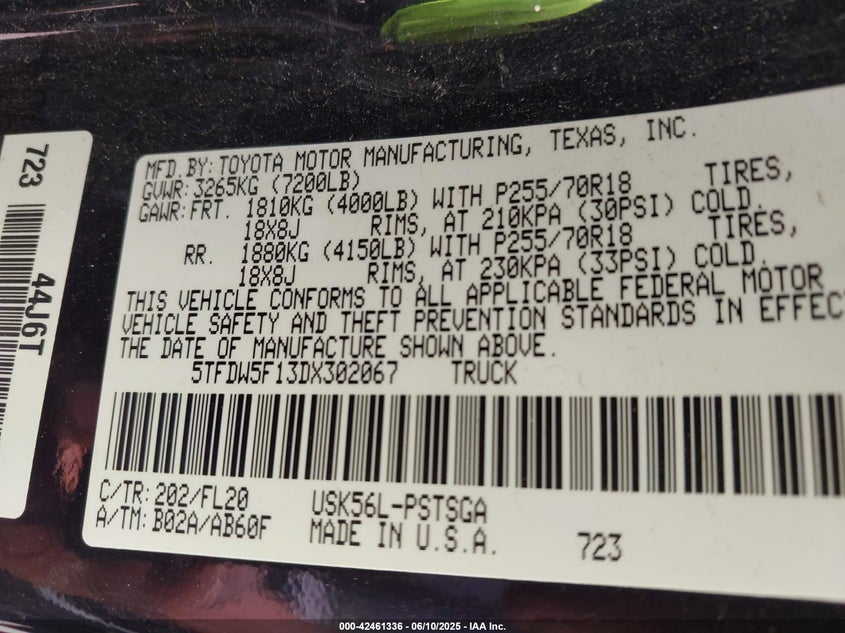 MFD.BY: TOYOTA MOTOR MANUFACTURING, TEXAS, INC.
GVWR: 3265KG (7200LB)
GAWR: FRT. 1810KG (4000LB) WITH P255/70R18 TIRES,
18X8J RIMS, AT 210KPA (30PSI) COLD.
RR. 1880KG (4150LB) WITH P255/70R18 TIRES,
18X8J RIMS, AT 230KPA (33PSI) COLD.
THIS VEHICLE CONFORMS TO ALL APPLICABLE FEDERAL MOTOR
VEHICLE SAFETY AND THEFT PREVENTION STANDARDS IN EFFEC
THE DATE OF MANUFACTURE SHOWN ABOVE.
5TFDW5F13DX302067 TRUCK
C/TR: 202/FL20 USK56L-PSTSGA
A/TM: B02A/AB60F MADE IN U.S.A. 723
723 44J6T
000-42461336 - 06/10/2025 - IAA Inc.